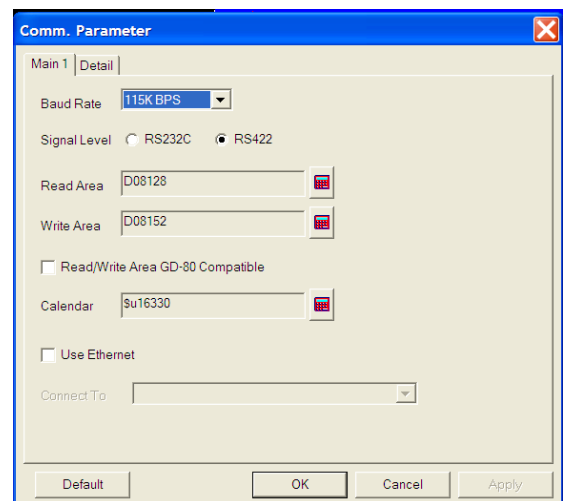 Comm. Parameter
Main 1 Detail
Baud Rate 115K BPS
Signal Level RS232C RS422
Read Area D08128
Write Area D08152
Read/Write Area GD-80 Compatible
Calendar $u16330
Use Ethernet
Connect To
Default OK Cancel Apply